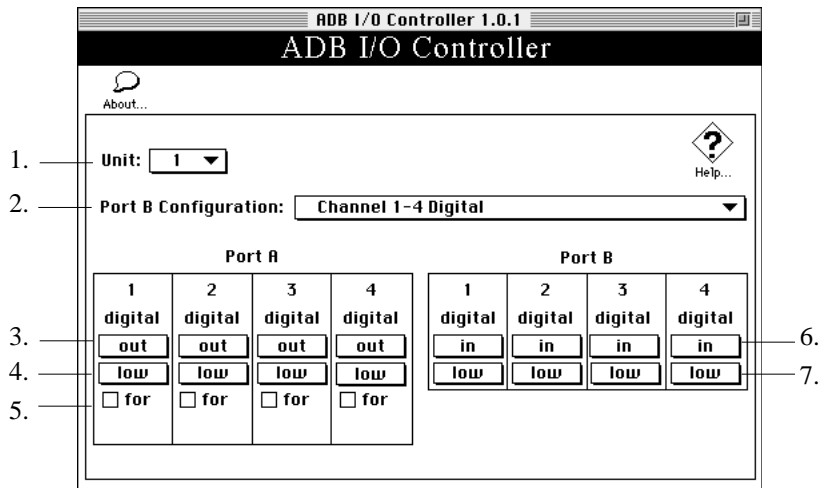 ADB I/O Controller 1.0.1
ADB I/O Controller
About...
?
Help...
1. Unit: 1
2. Port B Configuration: Channel 1-4 Digital
Port A Port B
1 2 3 4 1 2 3 4
digital digital digital digital digital digital digital digital
3. out out out out in in in in 6.
4. low low low low low low low low 7.
5. for for for for